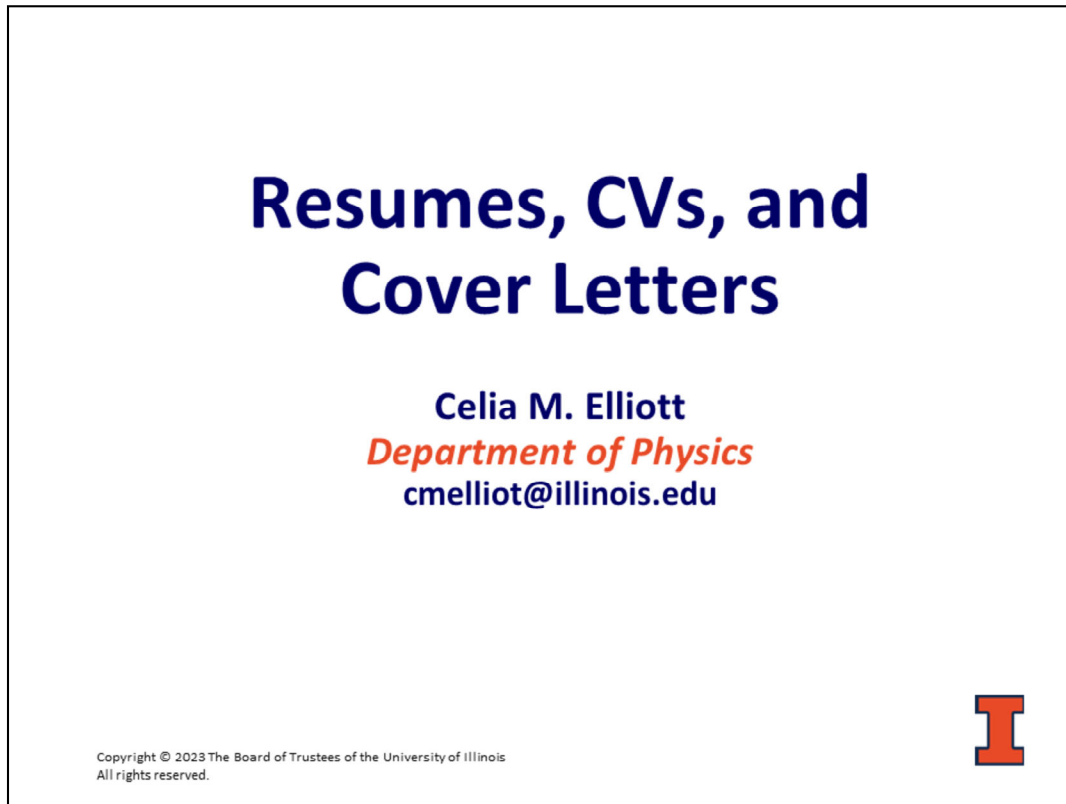 Resumes, CVs, and
Cover Letters
Celia M. Elliott
Department of Physics
cmelliot@illinois.edu
Copyright © 2023 The Board of Trustees of the University of Illinois
All rights reserved.
I